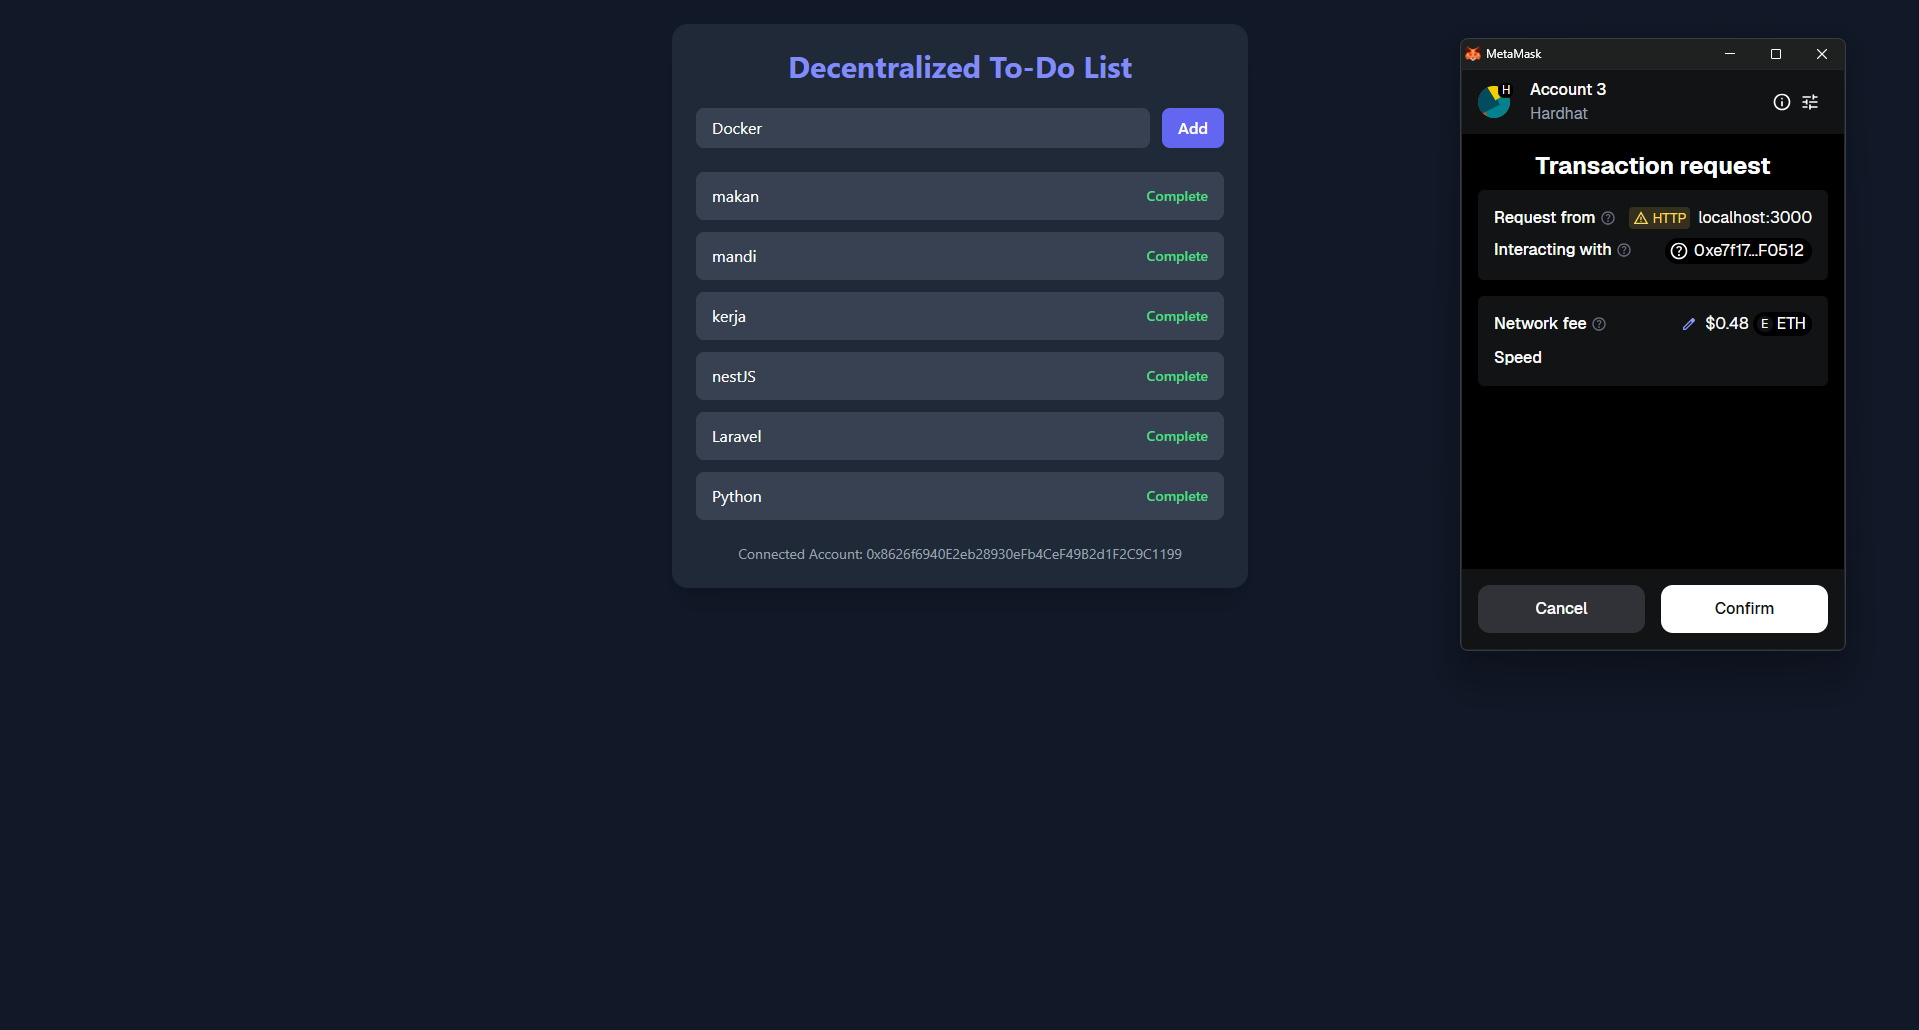 Decentralized To-Do List
Docker
Add
makan
Complete
mandi
Complete
kerja
Complete
nestJS
Complete
Laravel
Complete
Python
Complete
Connected Account: 0x8626f6940E2eb28930eFb4CeF49B2d1F2C9C1199
MetaMask
H
Account 3
Hardhat
Transaction request
Request from HTTP localhost:3000
Interacting with 0xe7f17...F0512
Network fee $0.48 E ETH
Speed
Cancel
Confirm